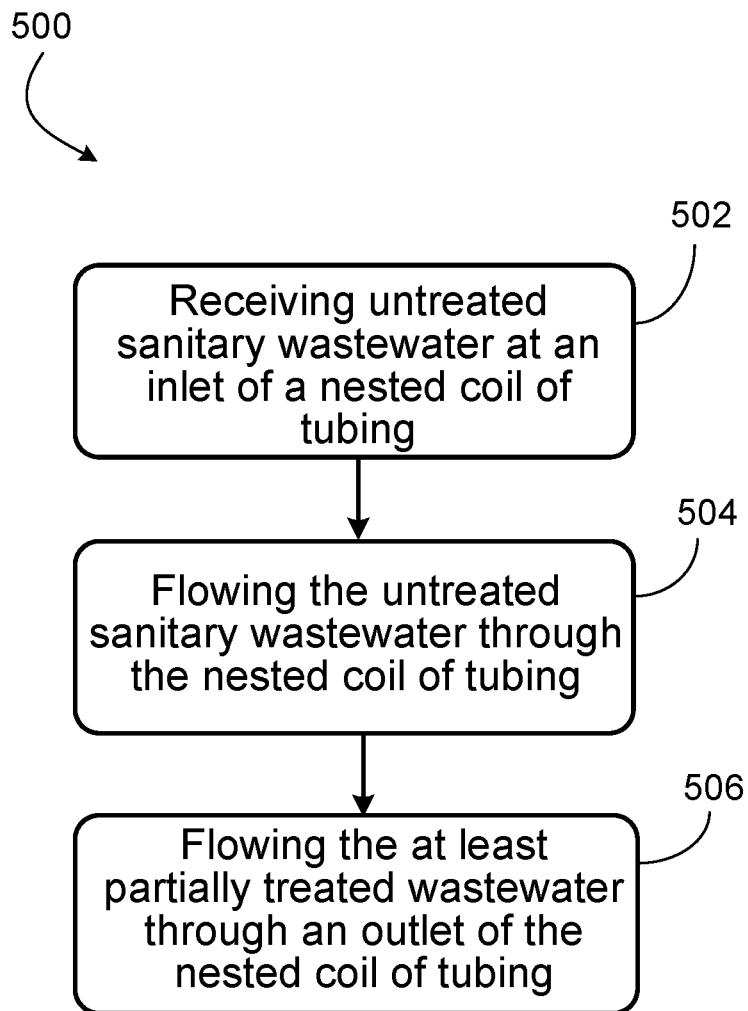 500
502
Receiving untreated
sanitary wastewater at an
inlet of a nested coil of
tubing
504
Flowing the untreated
sanitary wastewater through
the nested coil of tubing
506
Flowing the at least
partially treated wastewater
through an outlet of the
nested coil of tubing